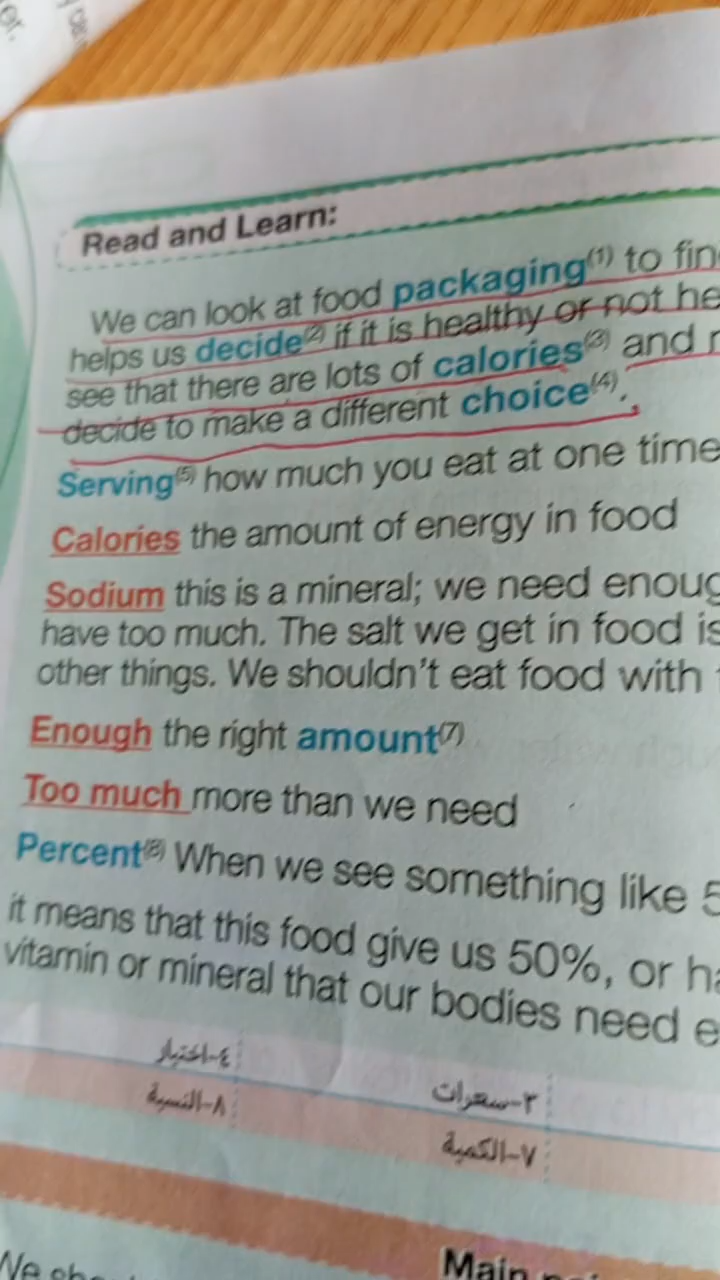 Read and Learn:
We can look at food packaging(1) to fin
helps us decide(2) if it is healthy or not he
see that there are lots of calories(3) and
decide to make a different choice(4).
Serving(5) how much you eat at one time
Calories the amount of energy in food
Sodium this is a mineral; we need enoug
have too much. The salt we get in food is
other things. We shouldn't eat food with
Enough the right amount(7)
Too much more than we need
Percent(8) When we see something like 5
it means that this food give us 50%, or ha
vitamin or mineral that our bodies need e
٣-سعرات ٤-اختيار
٧-الكمية ٨-النسبة
We sho
Main